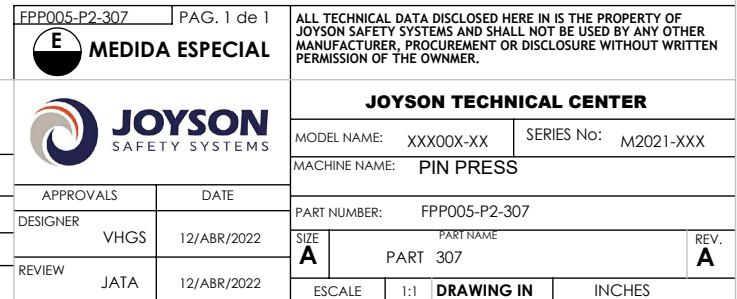 FPP005-P2-307 PAG. 1 de 1
E MEDIDA ESPECIAL
ALL TECHNICAL DATA DISCLOSED HERE IN IS THE PROPERTY OF
JOYSON SAFETY SYSTEMS AND SHALL NOT BE USED BY ANY OTHER
MANUFACTURER, PROCUREMENT OR DISCLOSURE WITHOUT WRITTEN
PERMISSION OF THE OWNMER.
JOYSON
SAFETY SYSTEMS
JOYSON TECHNICAL CENTER
MODEL NAME: XXX00X-XX SERIES No: M2021-XXX
MACHINE NAME: PIN PRESS
APPROVALS DATE
DESIGNER VHGS 12/ABR/2022
REVIEW JATA 12/ABR/2022
PART NUMBER: FPP005-P2-307
SIZE A PART NAME PART 307 REV. A
ESCALE 1:1 DRAWING IN INCHES